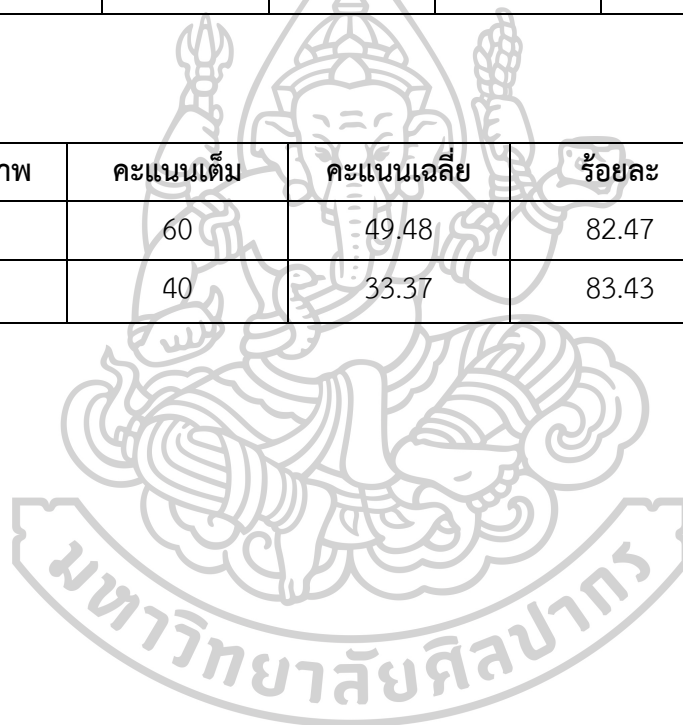 าพ คะแนนเต็ม คะแนนเฉลี่ย ร้อยละ
60 49.48 82.47
40 33.37 83.43
มหาวิทยาลัยศิลปากร